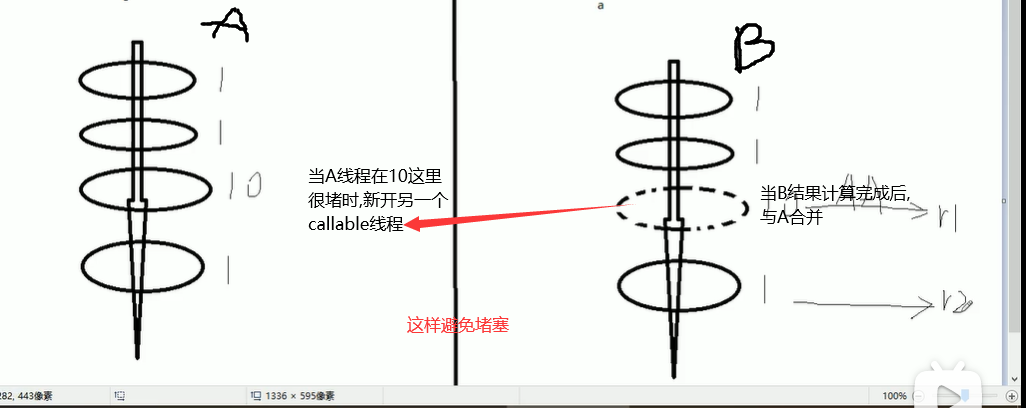 a
A
B
1
1
1
1
10
当A线程在10这里
很堵时,新开另一个
callable线程
当B结果计算完成后,
与A合并
r1
1
1
r2
这样避免堵塞
282, 443像素
1336 × 595像素
100%